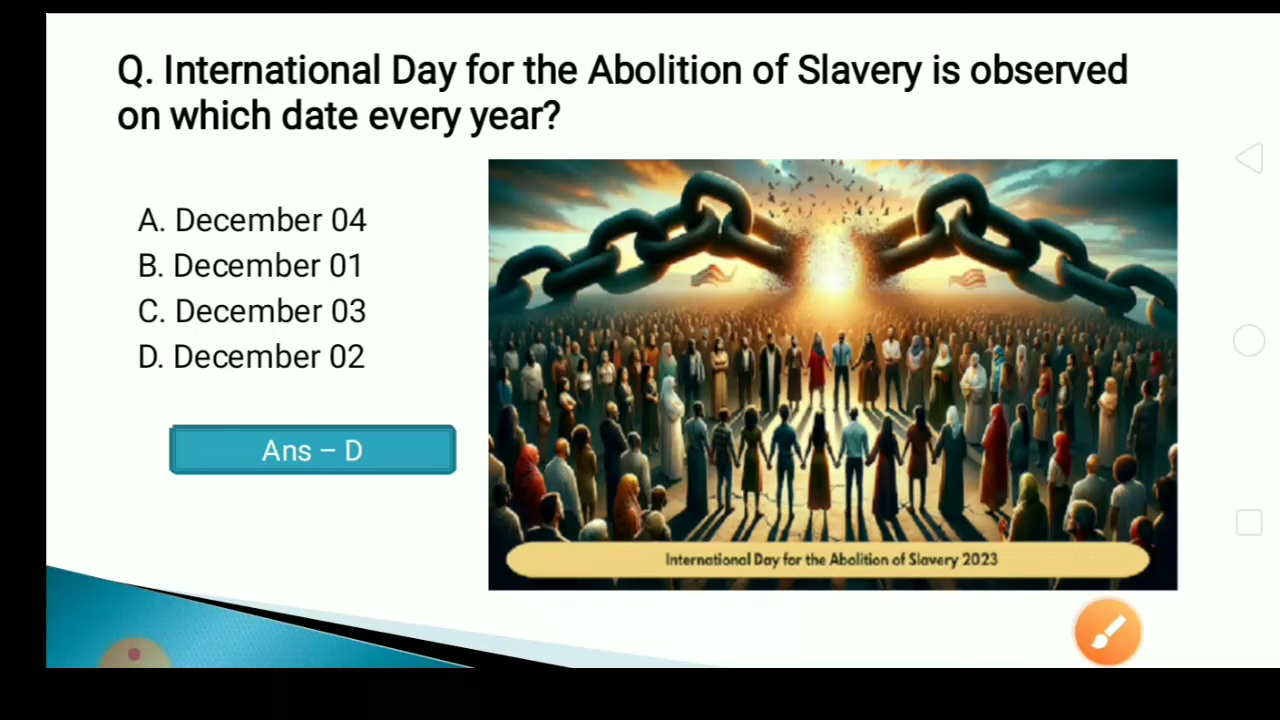 Q. International Day for the Abolition of Slavery is observed
on which date every year?
A. December 04
B. December 01
C. December 03
D. December 02
Ans – D
International Day for the Abolition of Slavery 2023